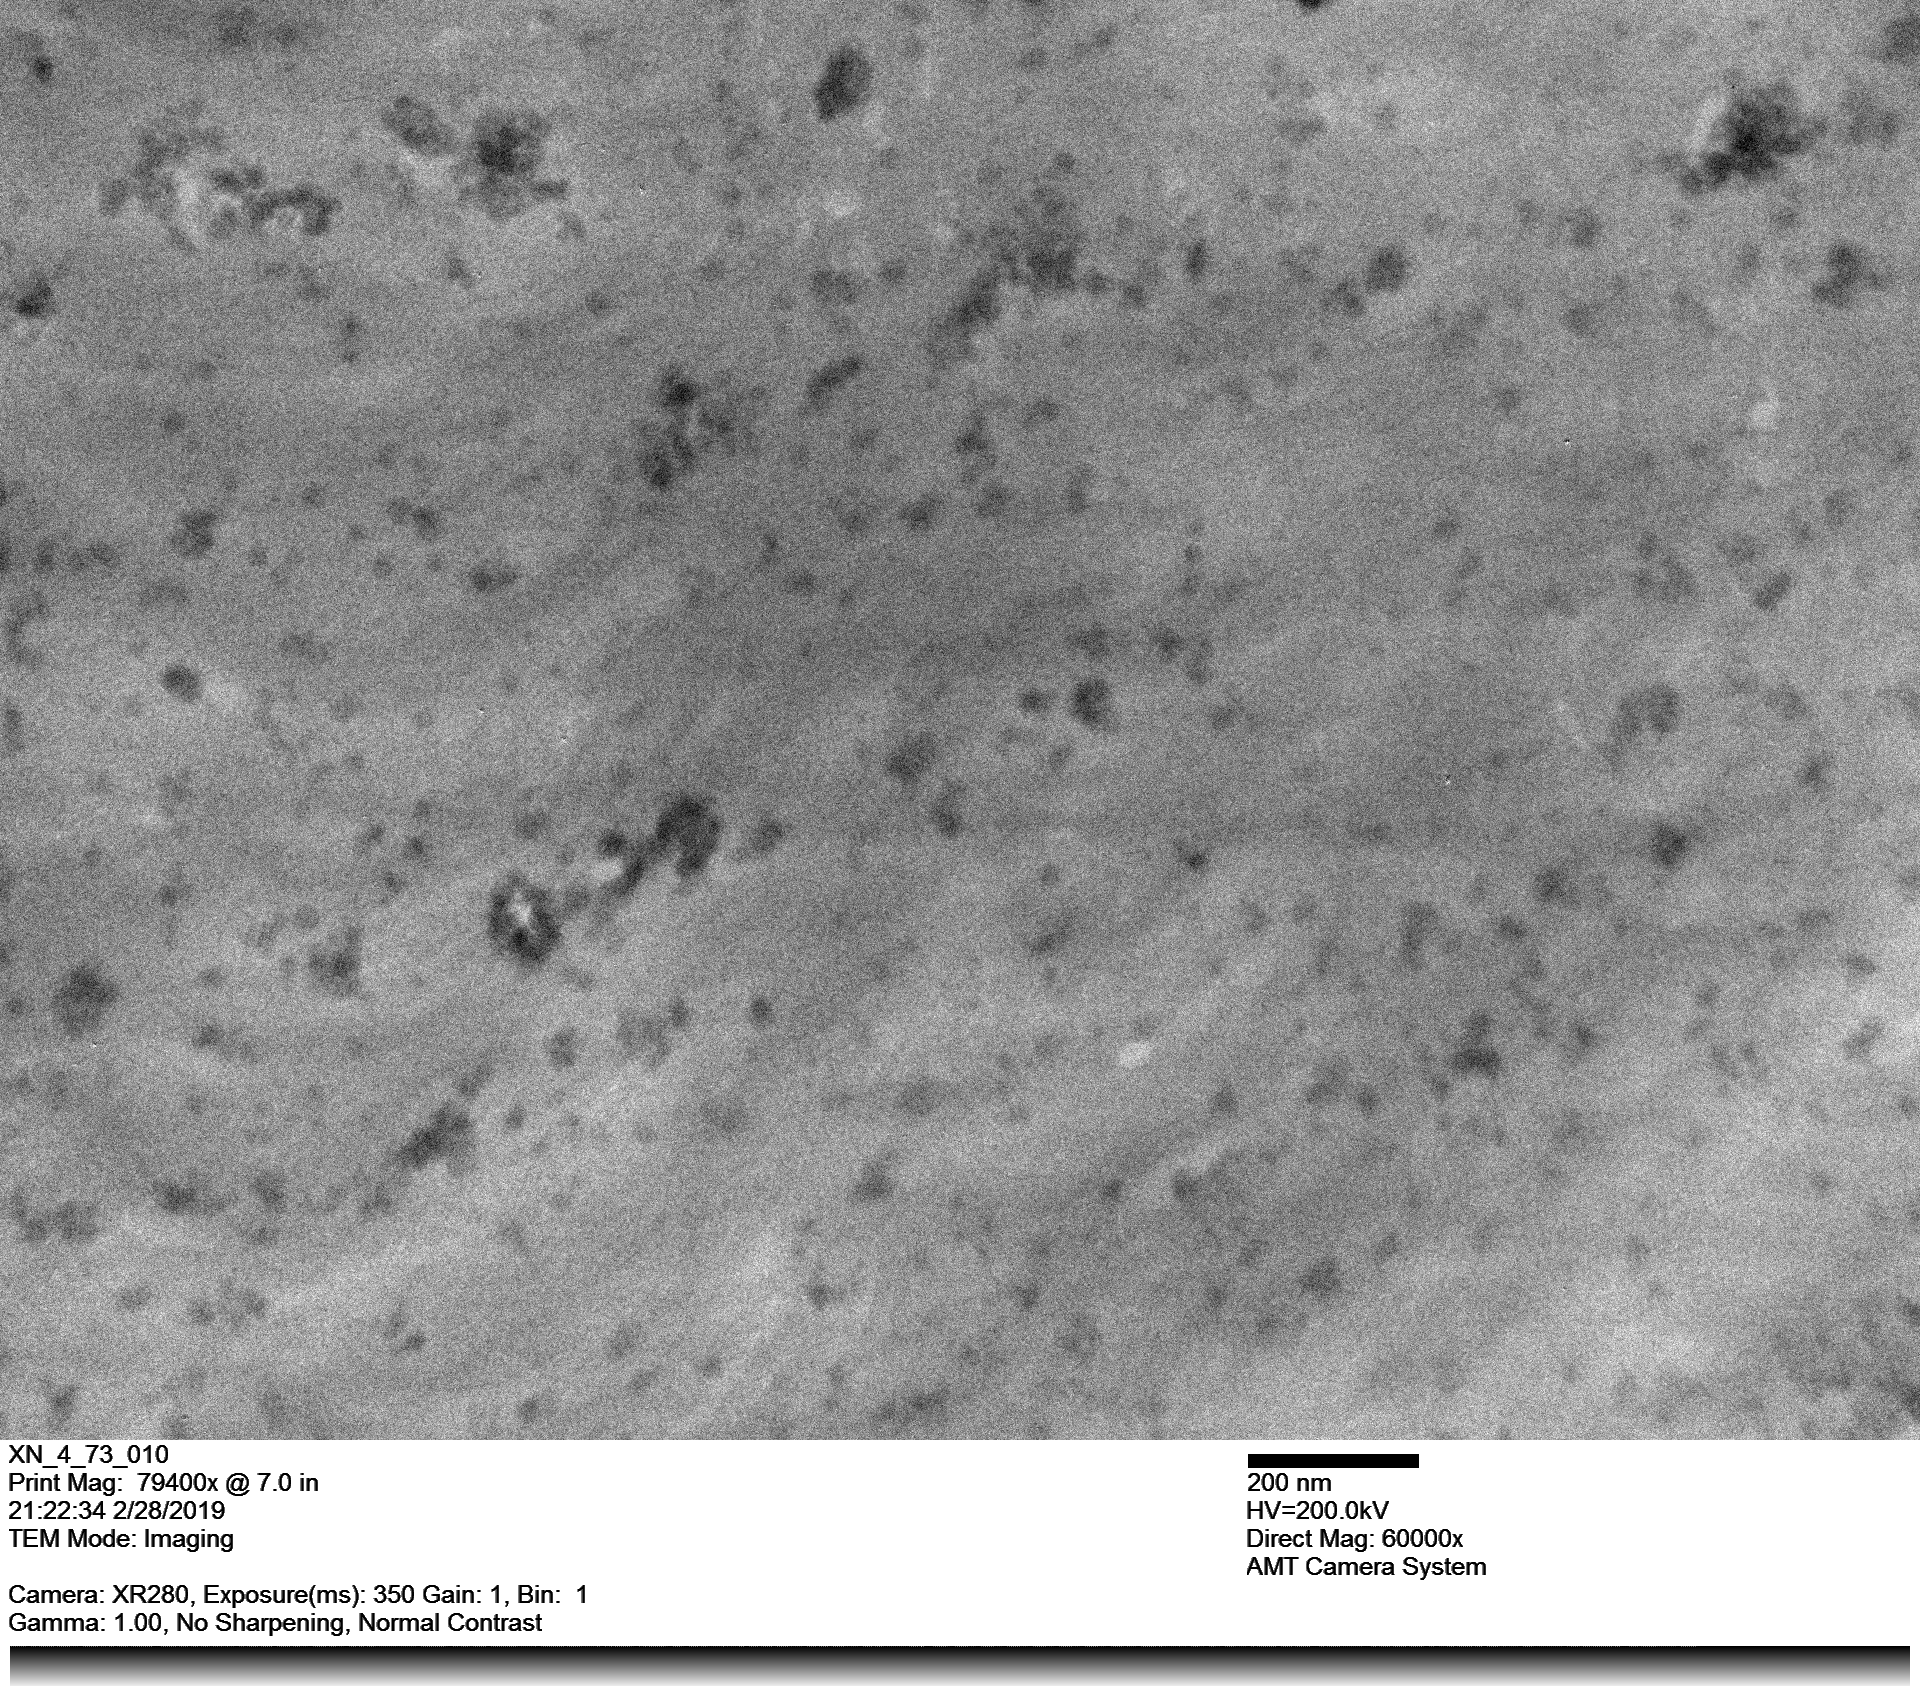 XN_4_73_010
Print Mag: 79400x @ 7.0 in
21:22:34 2/28/2019
TEM Mode: Imaging
Camera: XR280, Exposure(ms): 350 Gain: 1, Bin: 1
Gamma: 1.00, No Sharpening, Normal Contrast
200 nm
HV=200.0kV
Direct Mag: 60000x
AMT Camera System